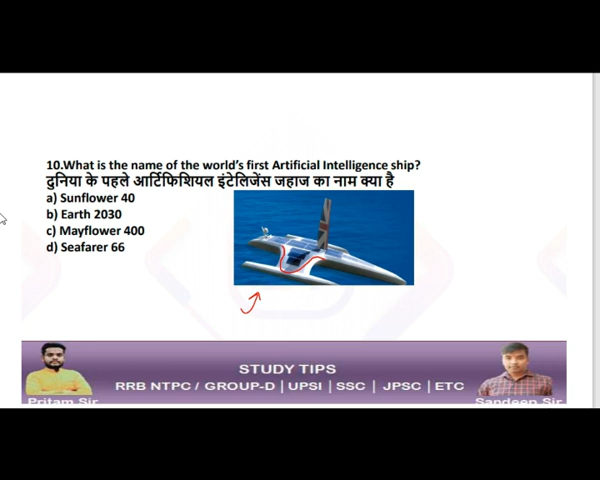 10.What is the name of the world's first Artificial Intelligence ship?
दुनिया के पहले आर्टिफिशियल इंटेलिजेंस जहाज का नाम क्या है
a) Sunflower 40
b) Earth 2030
c) Mayflower 400
d) Seafarer 66
STUDY TIPS
RRB NTPC / GROUP-D | UPSI | SSC | JPSC | ETC
Pritam Sir
Sandeep Sir